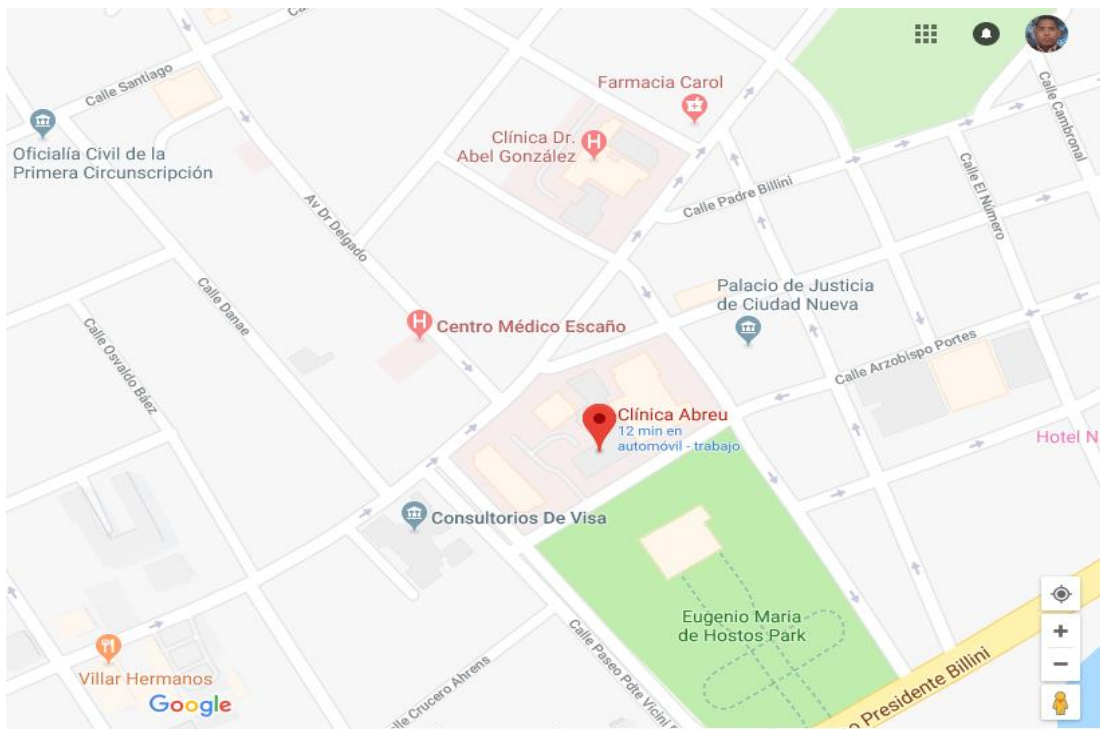 Calle Santiago
Farmacia Carol
Calle Cambronal
Clínica Dr.
Abel González
Oficialía Civil de la
Primera Circunscripción
Calle Padre Billini
Calle El Número
Av Dr Delgado
Palacio de Justicia
de Ciudad Nueva
Calle Danae
Centro Médico Escaño
Calle Osvaldo Báez
Calle Arzobispo Portes
Clínica Abreu
12 min en
automóvil - trabajo
Hotel N
Consultorios De Visa
Eugenio Maria
de Hostos Park
Villar Hermanos
Google
lle Crucero Ahrens
Calle Paseo Pdte Vicini
o Presidente Billini